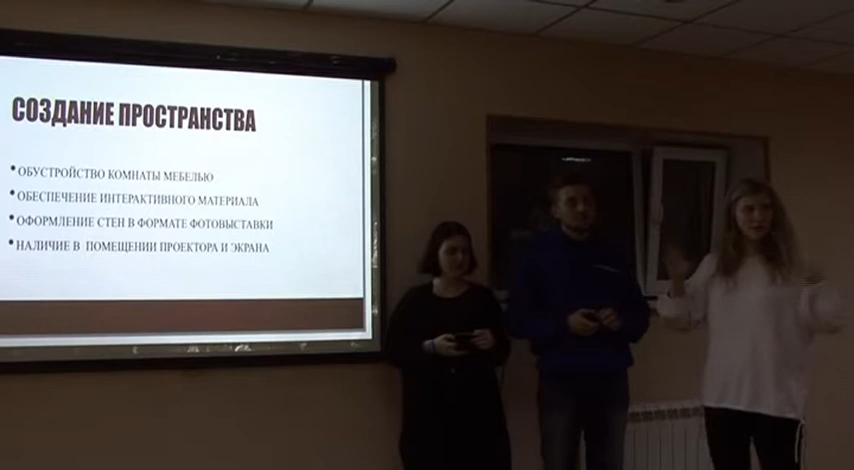 СОЗДАНИЕ ПРОСТРАНСТВА
•ОБУСТРОЙСТВО КОМНАТЫ МЕБЕЛЬЮ
•ОБЕСПЕЧЕНИЕ ИНТЕРАКТИВНОГО МАТЕРИАЛА
•ОФОРМЛЕНИЕ СТЕН В ФОРМАТЕ ФОТОВЫСТАВКИ
•НАЛИЧИЕ В ПОМЕЩЕНИИ ПРОЕКТОРА И ЭКРАНА